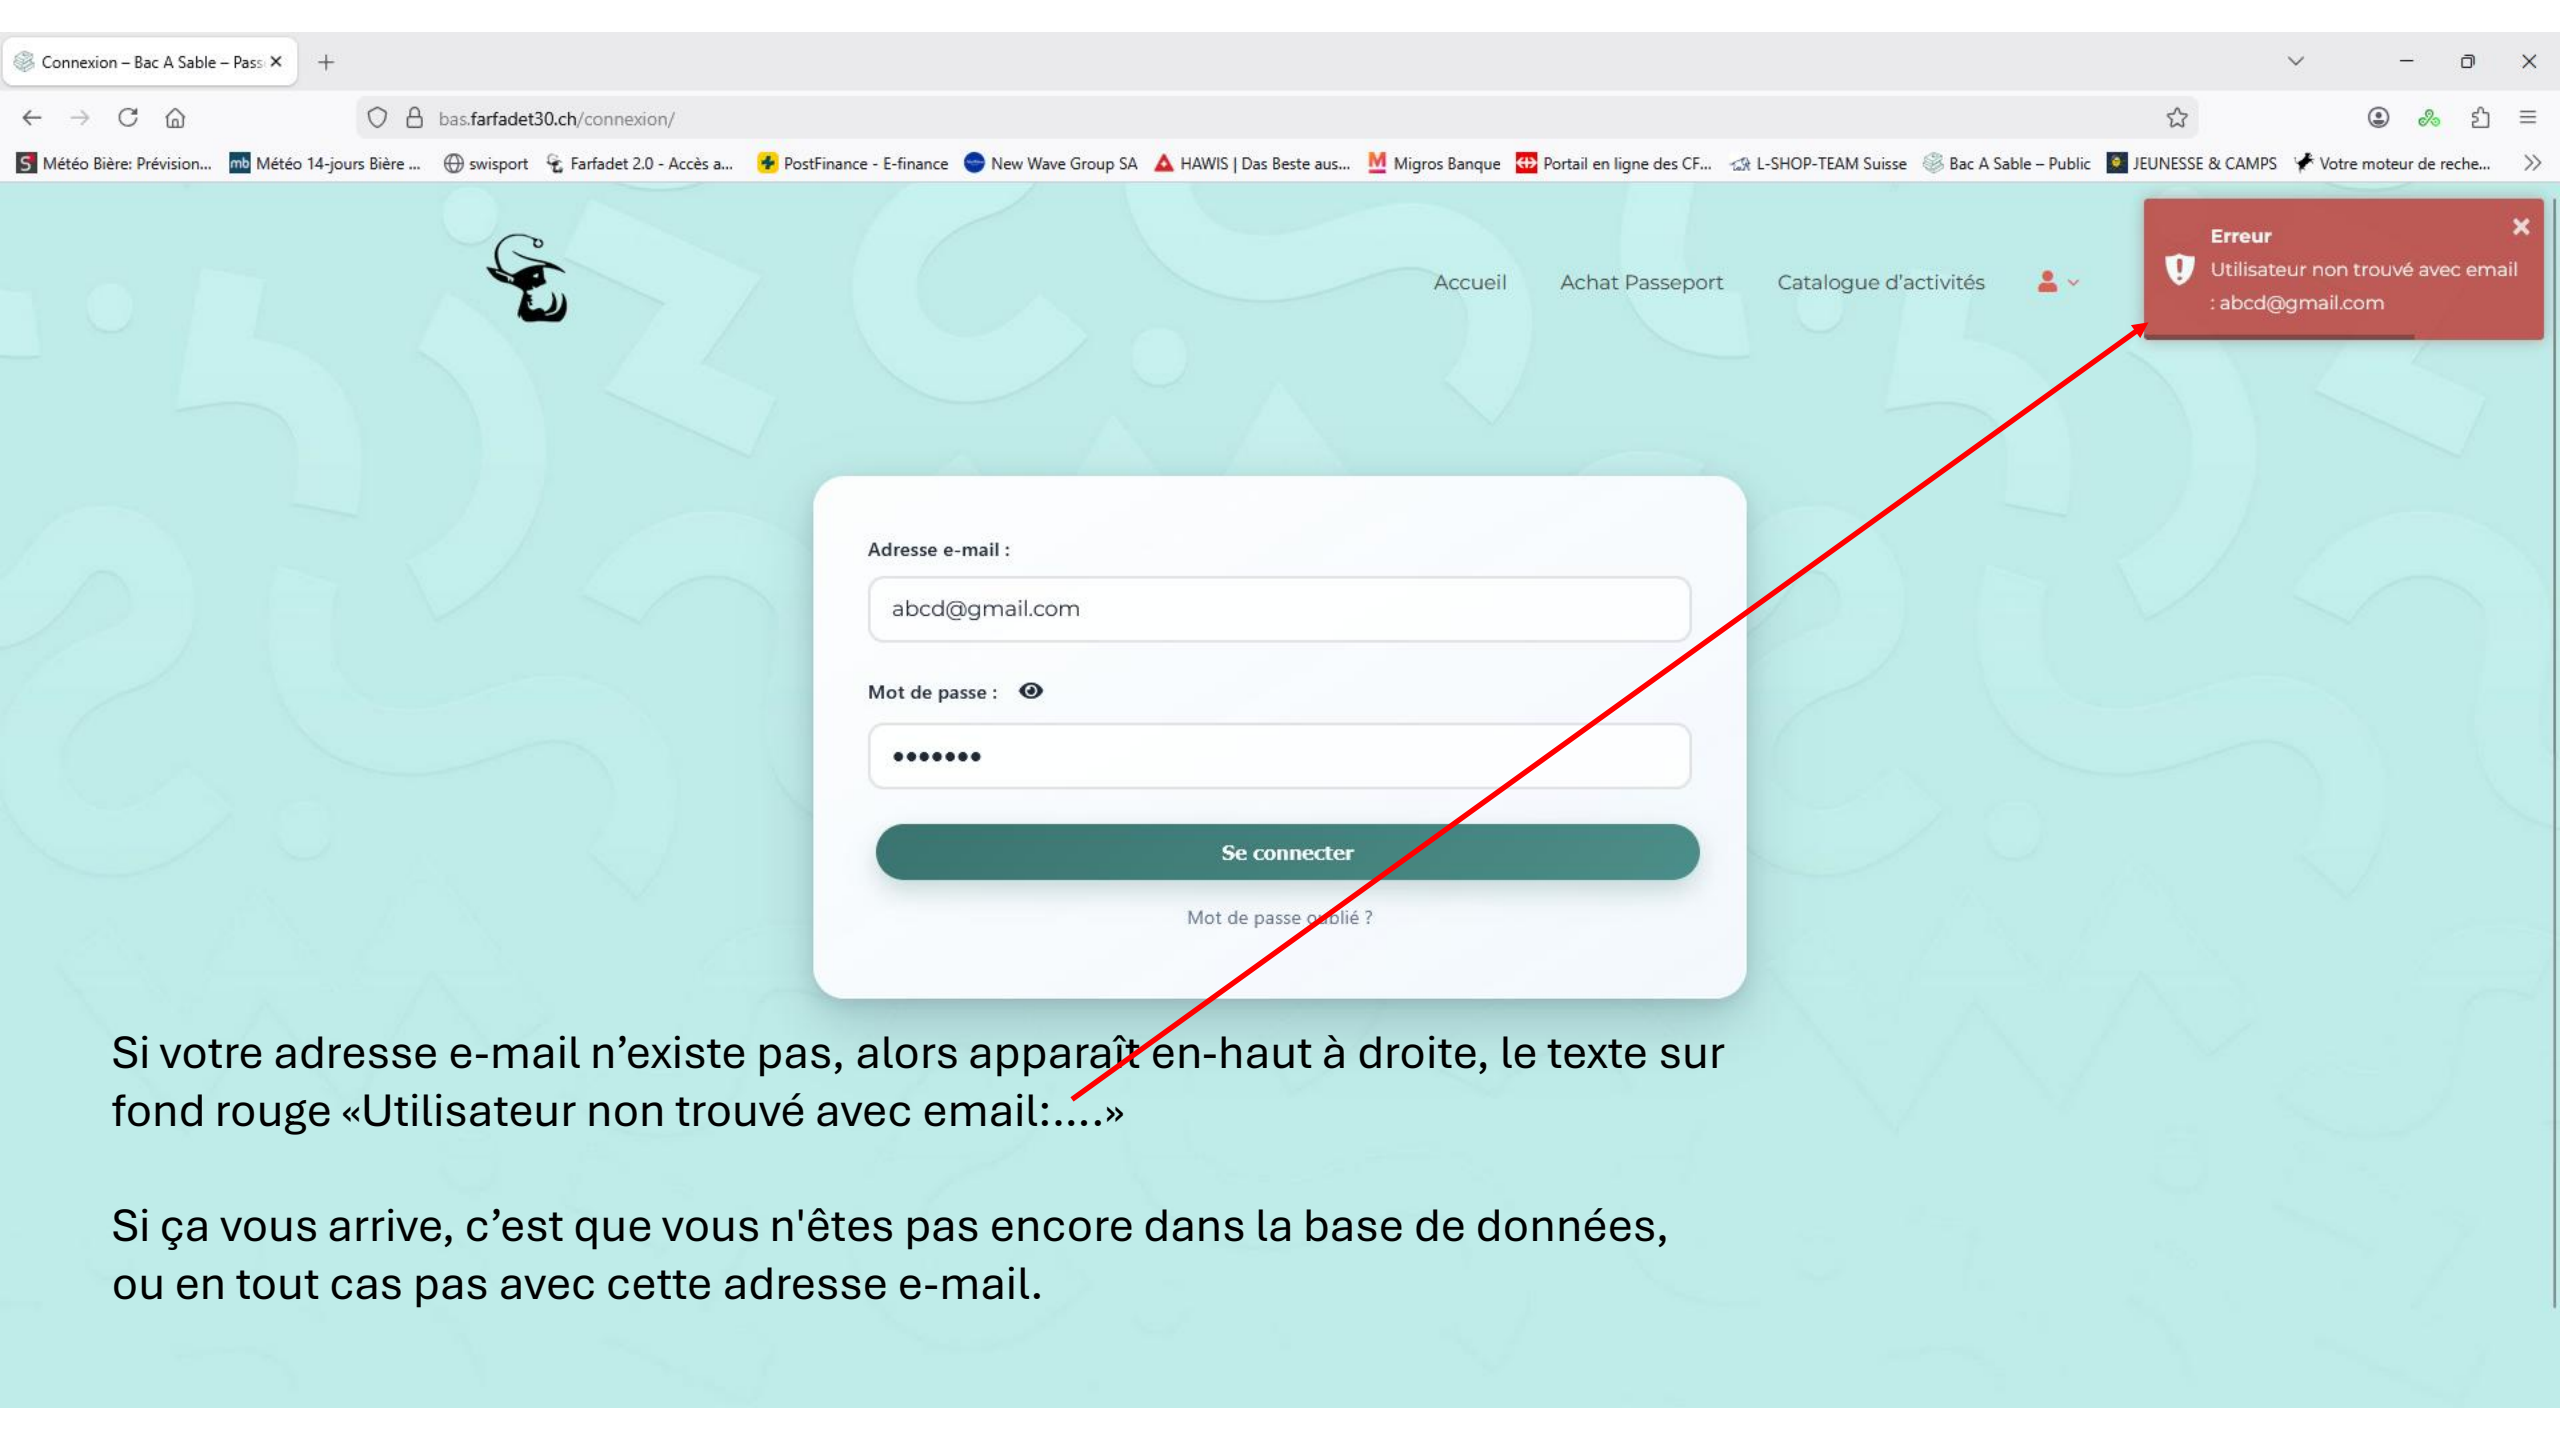 Connexion – Bac A Sable – Pass
bas.farfadet30.ch/connexion/
Météo Bière: Prévision...
mb Météo 14-jours Bière ...
swisport
Farfadet 2.0 - Accès a...
PostFinance - E-finance
New Wave Group SA
HAWIS | Das Beste aus...
M Migros Banque
Portail en ligne des CF...
L-SHOP-TEAM Suisse
Bac A Sable – Public
JEUNESSE & CAMPS
Votre moteur de reche...
Accueil
Achat Passeport
Catalogue d'activités
Erreur
Utilisateur non trouvé avec email
: abcd@gmail.com
Adresse e-mail :
abcd@gmail.com
Mot de passe :
•••••••
Se connecter
Mot de passe oublié ?
Si votre adresse e-mail n’existe pas, alors apparaît en-haut à droite, le texte sur
fond rouge «Utilisateur non trouvé avec email:....»
Si ça vous arrive, c’est que vous n'êtes pas encore dans la base de données,
ou en tout cas pas avec cette adresse e-mail.